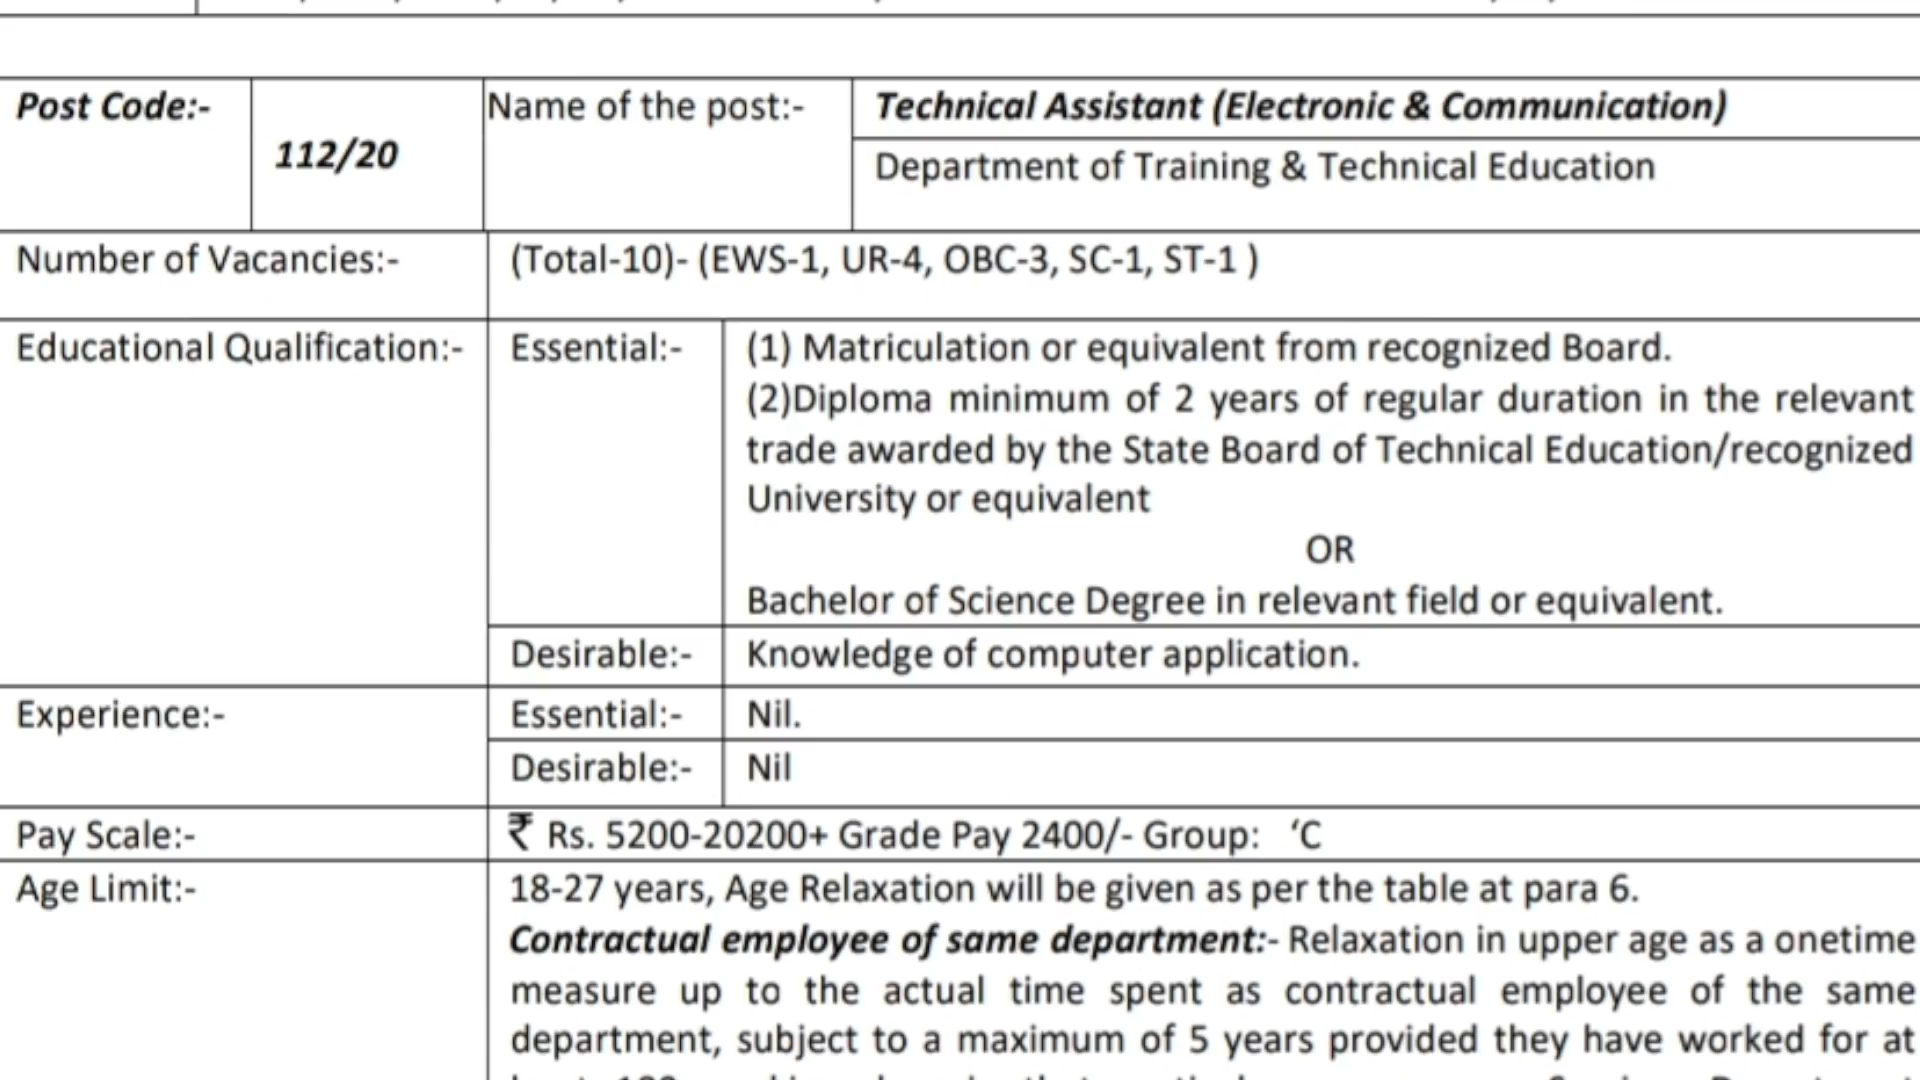 Post Code:-
112/20
Name of the post:-
Technical Assistant (Electronic & Communication)
Department of Training & Technical Education
Number of Vacancies:-
(Total-10)- (EWS-1, UR-4, OBC-3, SC-1, ST-1 )
Educational Qualification:-
Essential:-
(1) Matriculation or equivalent from recognized Board.
(2)Diploma minimum of 2 years of regular duration in the relevant
trade awarded by the State Board of Technical Education/recognized
University or equivalent
OR
Bachelor of Science Degree in relevant field or equivalent.
Desirable:-
Knowledge of computer application.
Experience:-
Essential:-
Nil.
Desirable:-
Nil
Pay Scale:-
₹ Rs. 5200-20200+ Grade Pay 2400/- Group: ‘C
Age Limit:-
18-27 years, Age Relaxation will be given as per the table at para 6.
Contractual employee of same department:- Relaxation in upper age as a onetime
measure up to the actual time spent as contractual employee of the same
department, subject to a maximum of 5 years provided they have worked for at